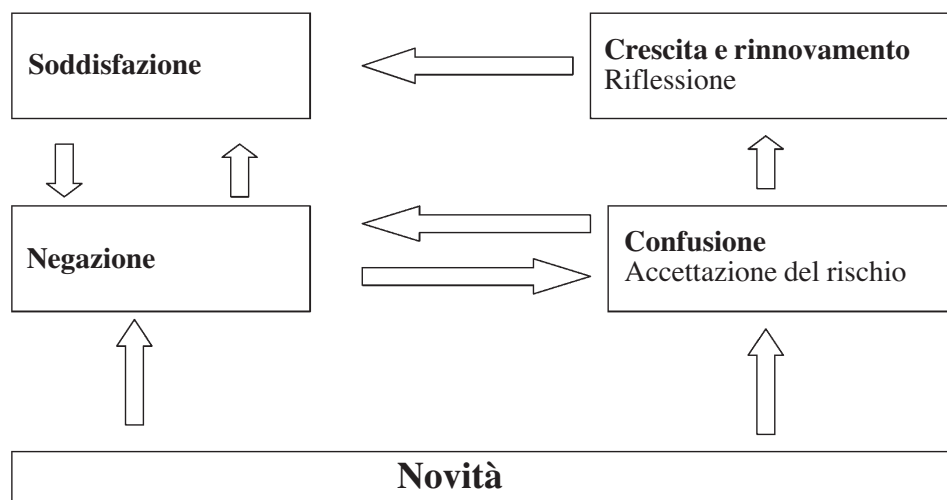 Soddisfazione
Crescita e rinnovamento
Riflessione
Negazione
Confusione
Accettazione del rischio
Novità